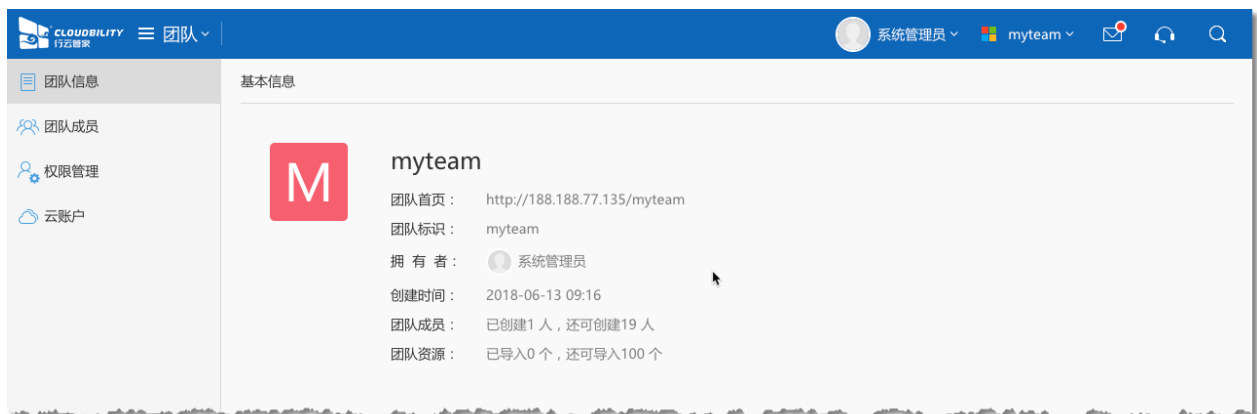 CLOUDBILITY
行云管家
团队
系统管理员
myteam
团队信息
团队成员
权限管理
云账户
基本信息
M
myteam
团队首页： http://188.188.77.135/myteam
团队标识： myteam
拥 有 者： 系统管理员
创建时间： 2018-06-13 09:16
团队成员： 已创建1 人，还可创建19 人
团队资源： 已导入0 个，还可导入100 个